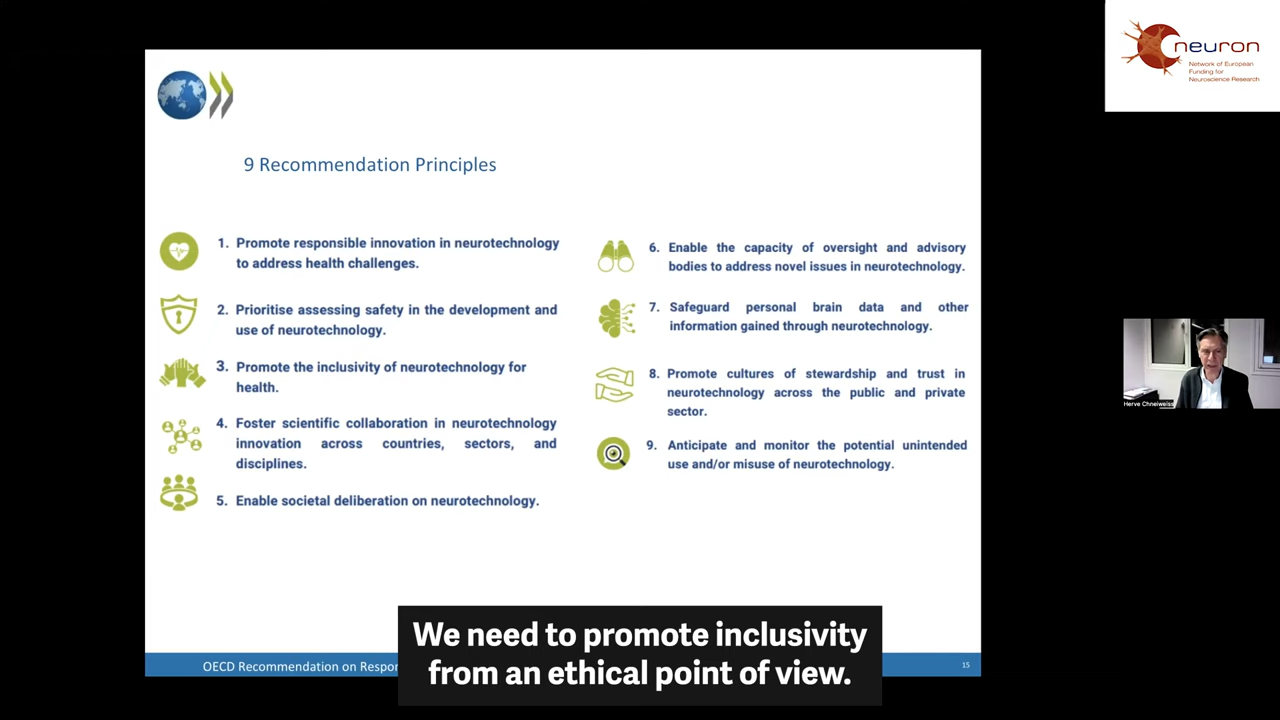 neuron
Network of European
Funding for
Neuroscience Research
9 Recommendation Principles
1. Promote responsible innovation in neurotechnology
to address health challenges.
2. Prioritise assessing safety in the development and
use of neurotechnology.
3. Promote the inclusivity of neurotechnology for
health.
4. Foster scientific collaboration in neurotechnology
innovation across countries, sectors, and
disciplines.
5. Enable societal deliberation on neurotechnology.
6. Enable the capacity of oversight and advisory
bodies to address novel issues in neurotechnology.
7. Safeguard personal brain data and other
information gained through neurotechnology.
8. Promote cultures of stewardship and trust in
neurotechnology across the public and private
sector.
9. Anticipate and monitor the potential unintended
use and/or misuse of neurotechnology.
Herve Chneiweiss
OECD Recommendation on Respon
15
We need to promote inclusivity
from an ethical point of view.